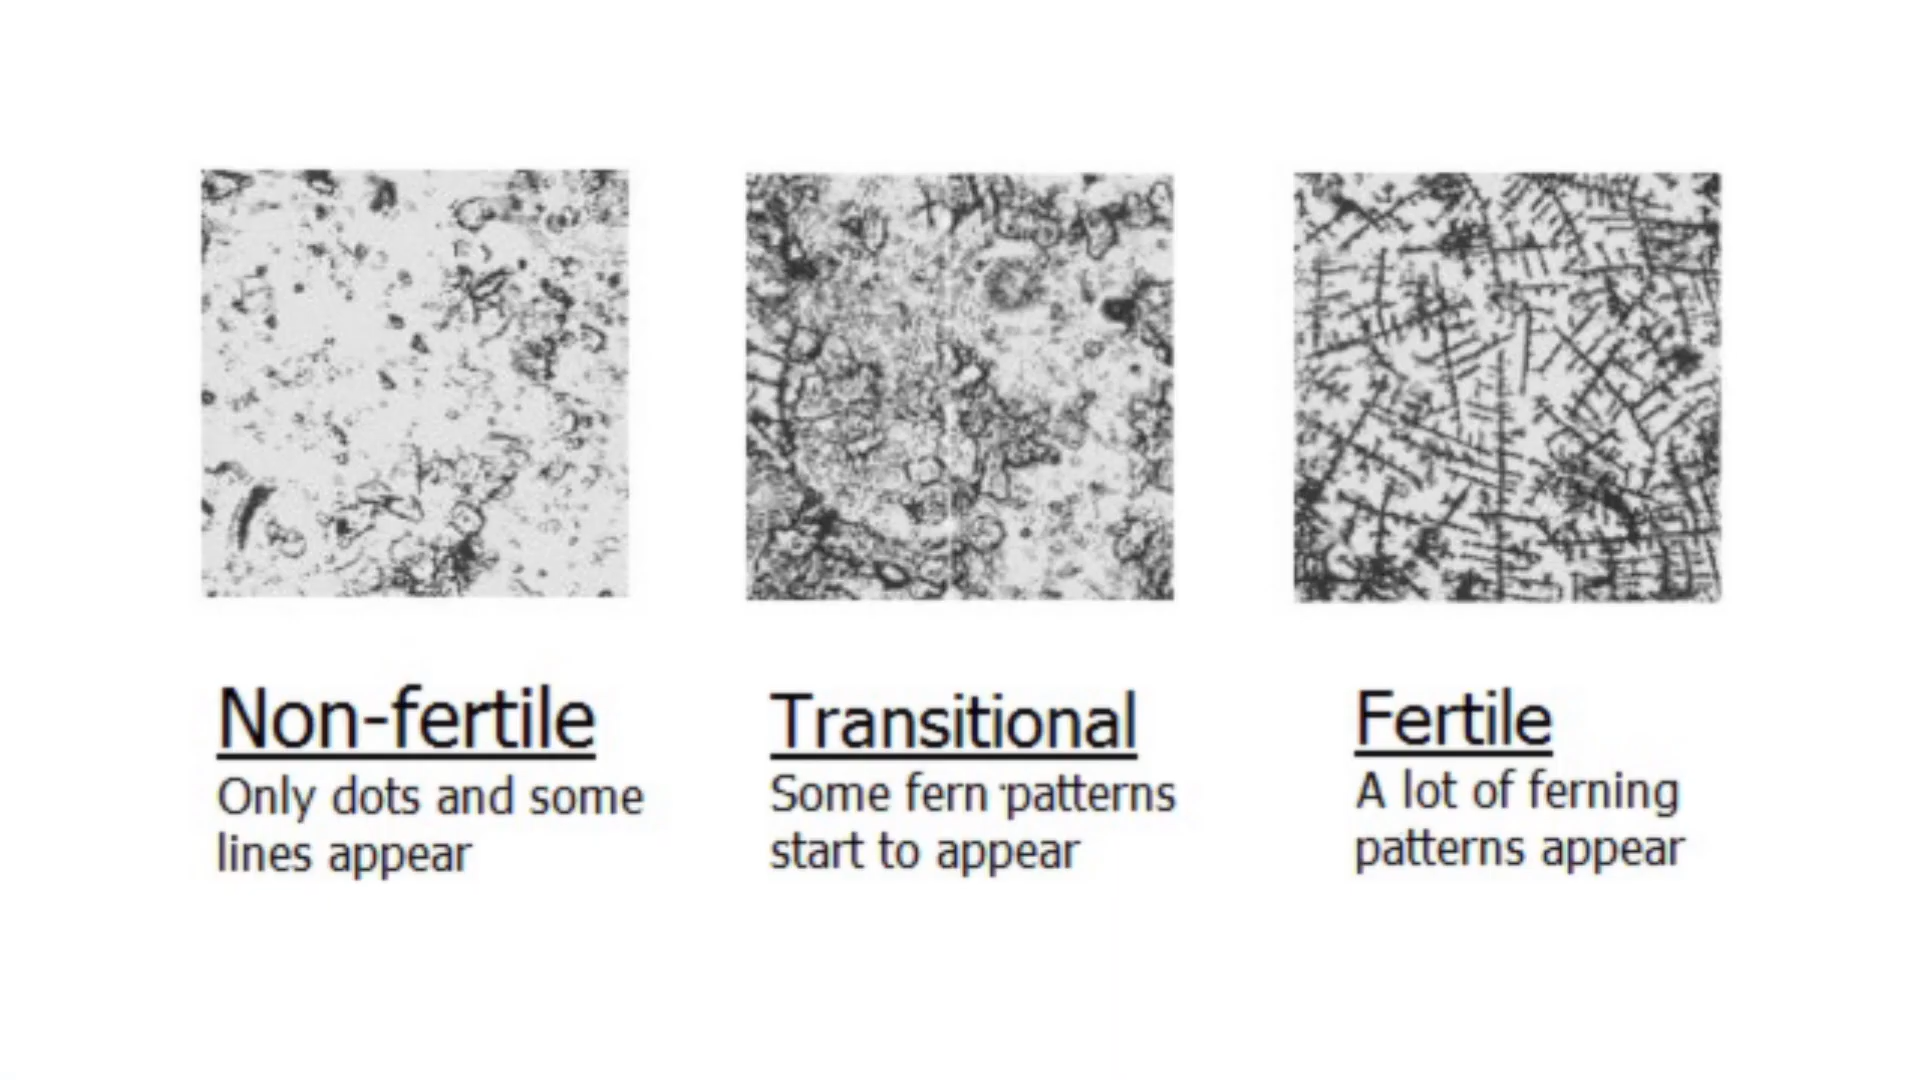 Non-fertile
Only dots and some
lines appear
Transitional
Some fern patterns
start to appear
Fertile
A lot of ferning
patterns appear